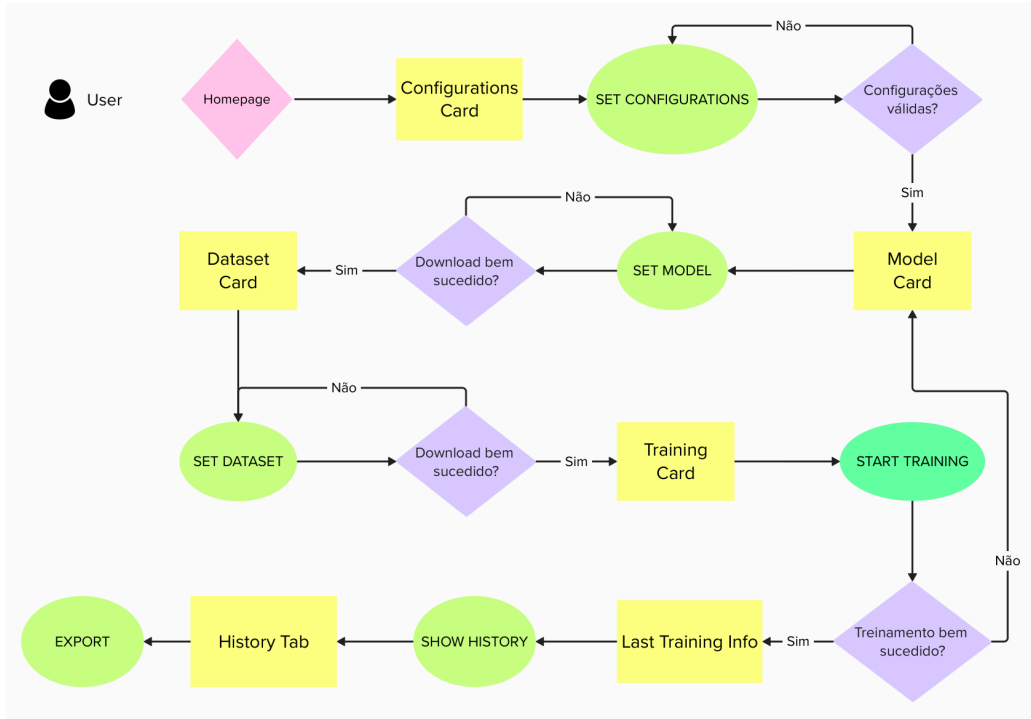 Não
User
Homepage
Configurations
Card
SET CONFIGURATIONS
Configurações
válidas?
Sim
Não
Dataset
Card
Sim
Download bem
sucedido?
SET MODEL
Model
Card
Não
SET DATASET
Download bem
sucedido?
Sim
Training
Card
START TRAINING
Não
EXPORT
History Tab
SHOW HISTORY
Last Training Info
Sim
Treinamento bem
sucedido?